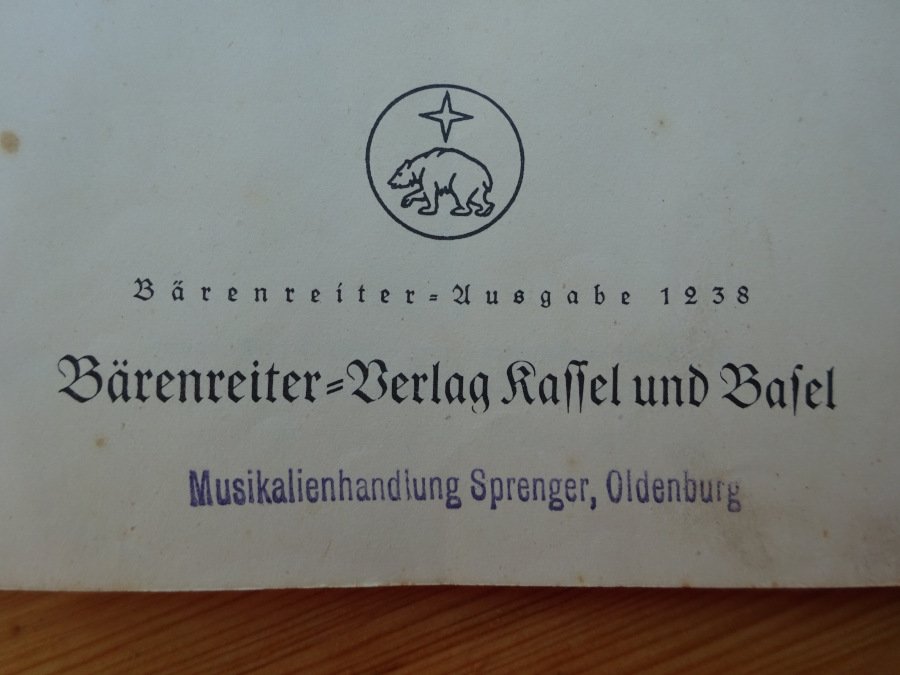 Bärenreiter-Ausgabe 1238
Bärenreiter-Verlag Kassel und Basel
Musikalienhandlung Sprenger, Oldenburg